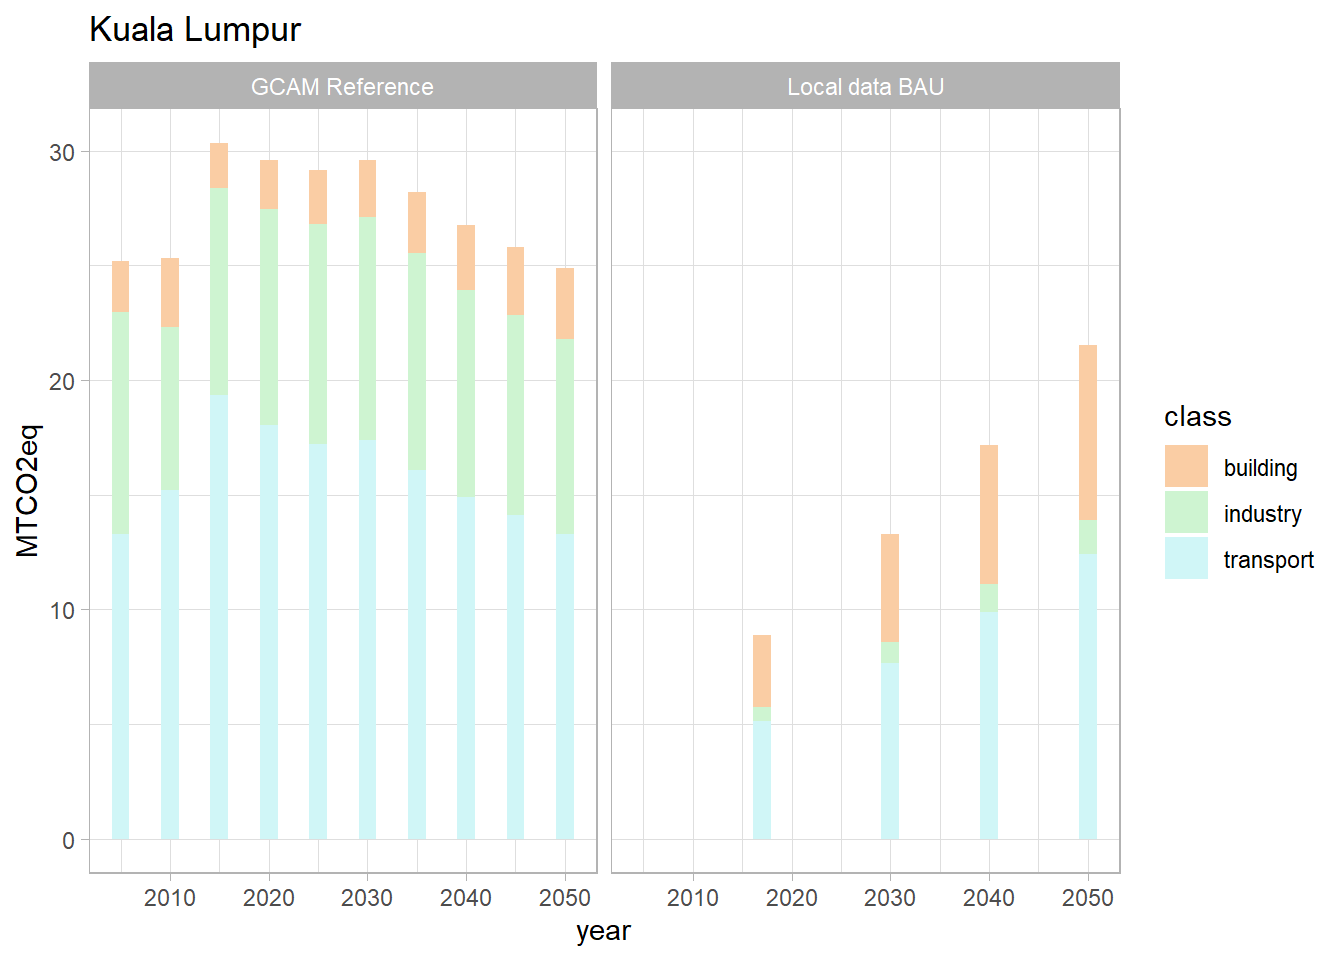 Kuala Lumpur
GCAM Reference
Local data BAU
30
20
10
0
MTCO2eq
2010 2020 2030 2040 2050
2010 2020 2030 2040 2050
year
class
building
industry
transport